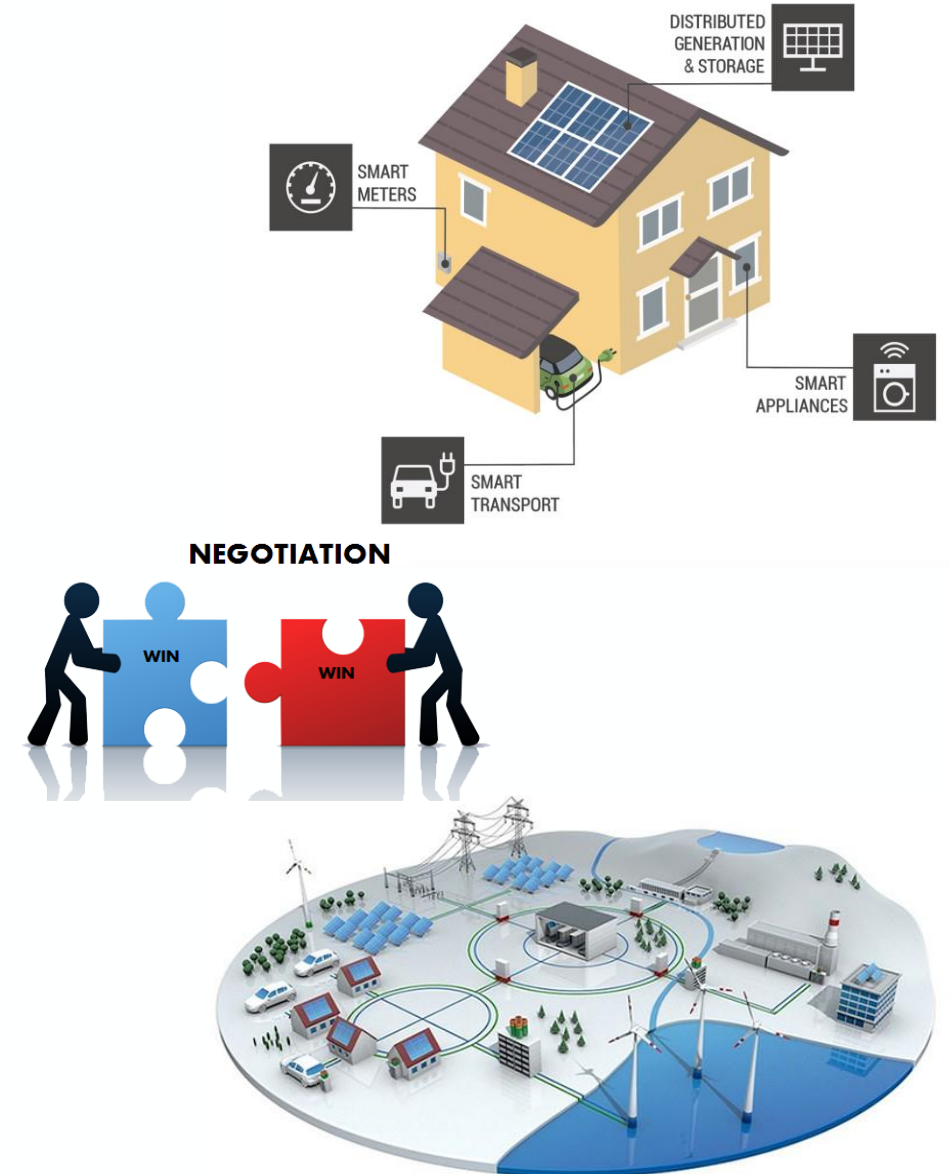 DISTRIBUTED
GENERATION
& STORAGE
SMART
METERS
SMART
APPLIANCES
SMART
TRANSPORT
NEGOTIATION
WIN
WIN